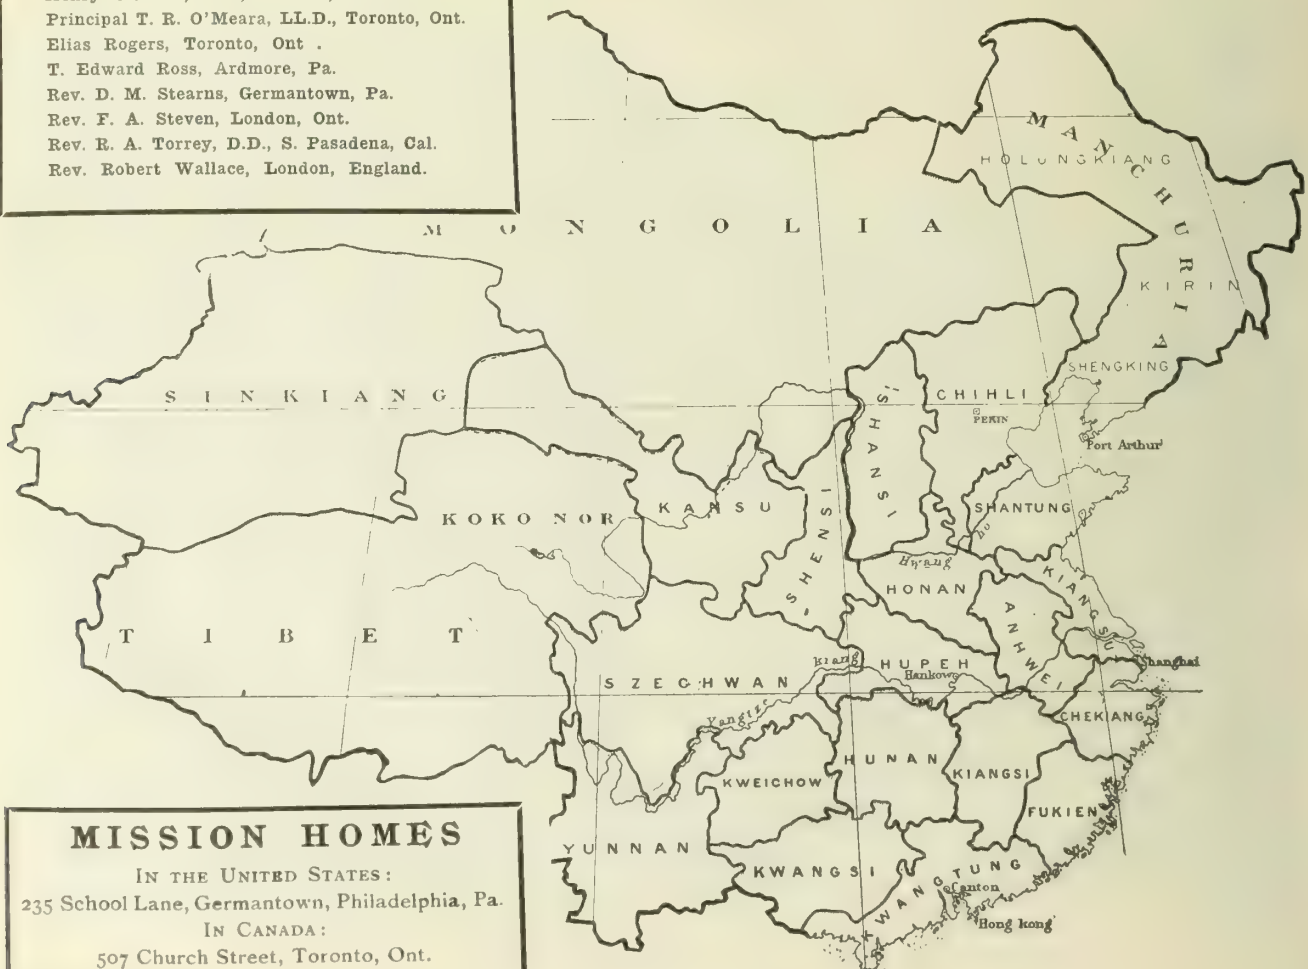 Principal T. R. O'Meara, LL.D., Toronto, Ont.
Elias Rogers, Toronto, Ont .
T. Edward Ross, Ardmore, Pa.
Rev. D. M. Stearns, Germantown, Pa.
Rev. F. A. Steven, London, Ont.
Rev. R. A. Torrey, D.D., S. Pasadena, Cal.
Rev. Robert Wallace, London, England.
MANCHURIA
HOLUNGKIANG
MONGOLIA
KIRIN
SHENGKING
SINKIANG
CHIHLI
PEKIN
Port Arthur
SHANSI
KOKO NOR
KANSU
SHANTUNG
SHENSI
Hwang
ho
HONAN
KIANGSU
ANHWEI
TIBET
Kiang
HUPEH
Hankow
Shanghai
SZECHWAN
Yangtze
CHEKIANG
HUNAN
KIANGSI
KWEICHOW
FUKIEN
YUNNAN
KWANGSI
KWANGTUNG
Canton
Hong kong
MISSION HOMES
IN THE UNITED STATES:
235 School Lane, Germantown, Philadelphia, Pa.
IN CANADA:
507 Church Street, Toronto, Ont.